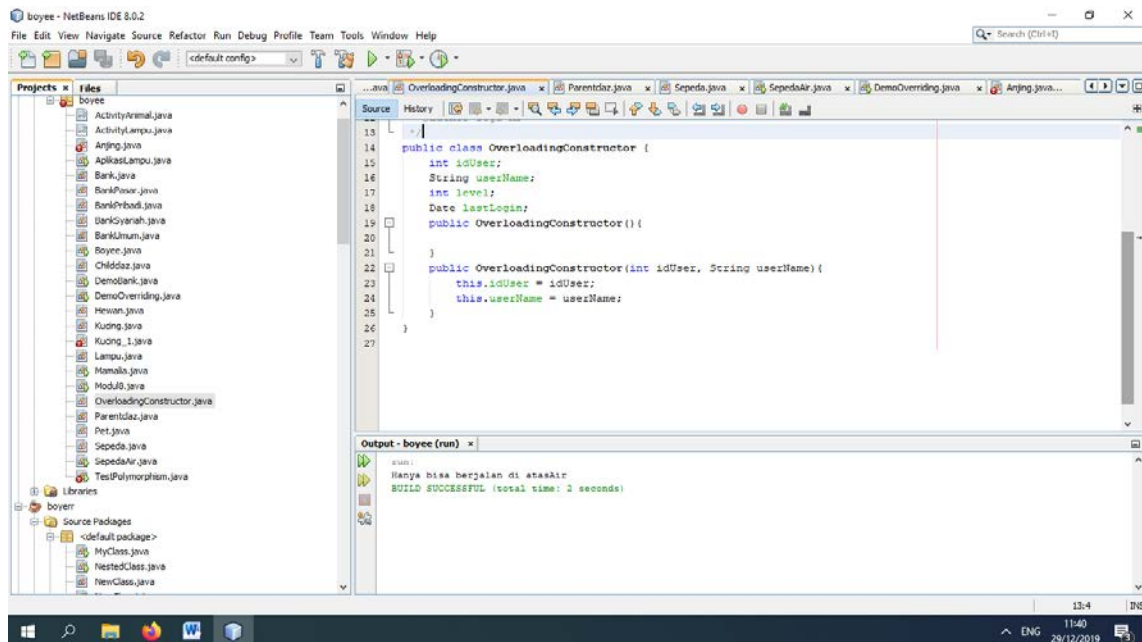 boyee - NetBeans IDE 8.0.2
File Edit View Navigate Source Refactor Run Debug Profile Team Tools Window Help
Search (Ctrl+I)
<default config>
Projects x Files
...ava OverloadingConstructor.java x Parentclaz.java x Sepeda.java x SepedaAir.java x DemoOverriding.java x Anjing.java...
Source History
boyee
ActivityAnimal.java
ActivityLampu.java
Anjing.java
AplikasiLampu.java
Bank.java
BankPasar.java
BankPribadi.java
BankSyariah.java
BankUmum.java
Boyee.java
Childdaz.java
DemoBank.java
DemoOverriding.java
Hewan.java
Kucing.java
Kucing_1.java
Lampu.java
Mamalia.java
Modul8.java
OverloadingConstructor.java
Parentclaz.java
Pet.java
Sepeda.java
SepedaAir.java
TestPolymorphism.java
Libraries
boyerr
Source Packages
<default package>
MyClass.java
NestedClass.java
NewClass.java
13 */
14 public class OverloadingConstructor {
15 int idUser;
16 String userName;
17 int level;
18 Date lastLogin;
19 public OverloadingConstructor(){
20
21 }
22 public OverloadingConstructor(int idUser, String userName){
23 this.idUser = idUser;
24 this.userName = userName;
25 }
26 }
27
Output - boyee (run) x
run:
Hanya bisa berjalan di atasAir
BUILD SUCCESSFUL (total time: 2 seconds)
13:4 INS
ENG 11:40
29/12/2019